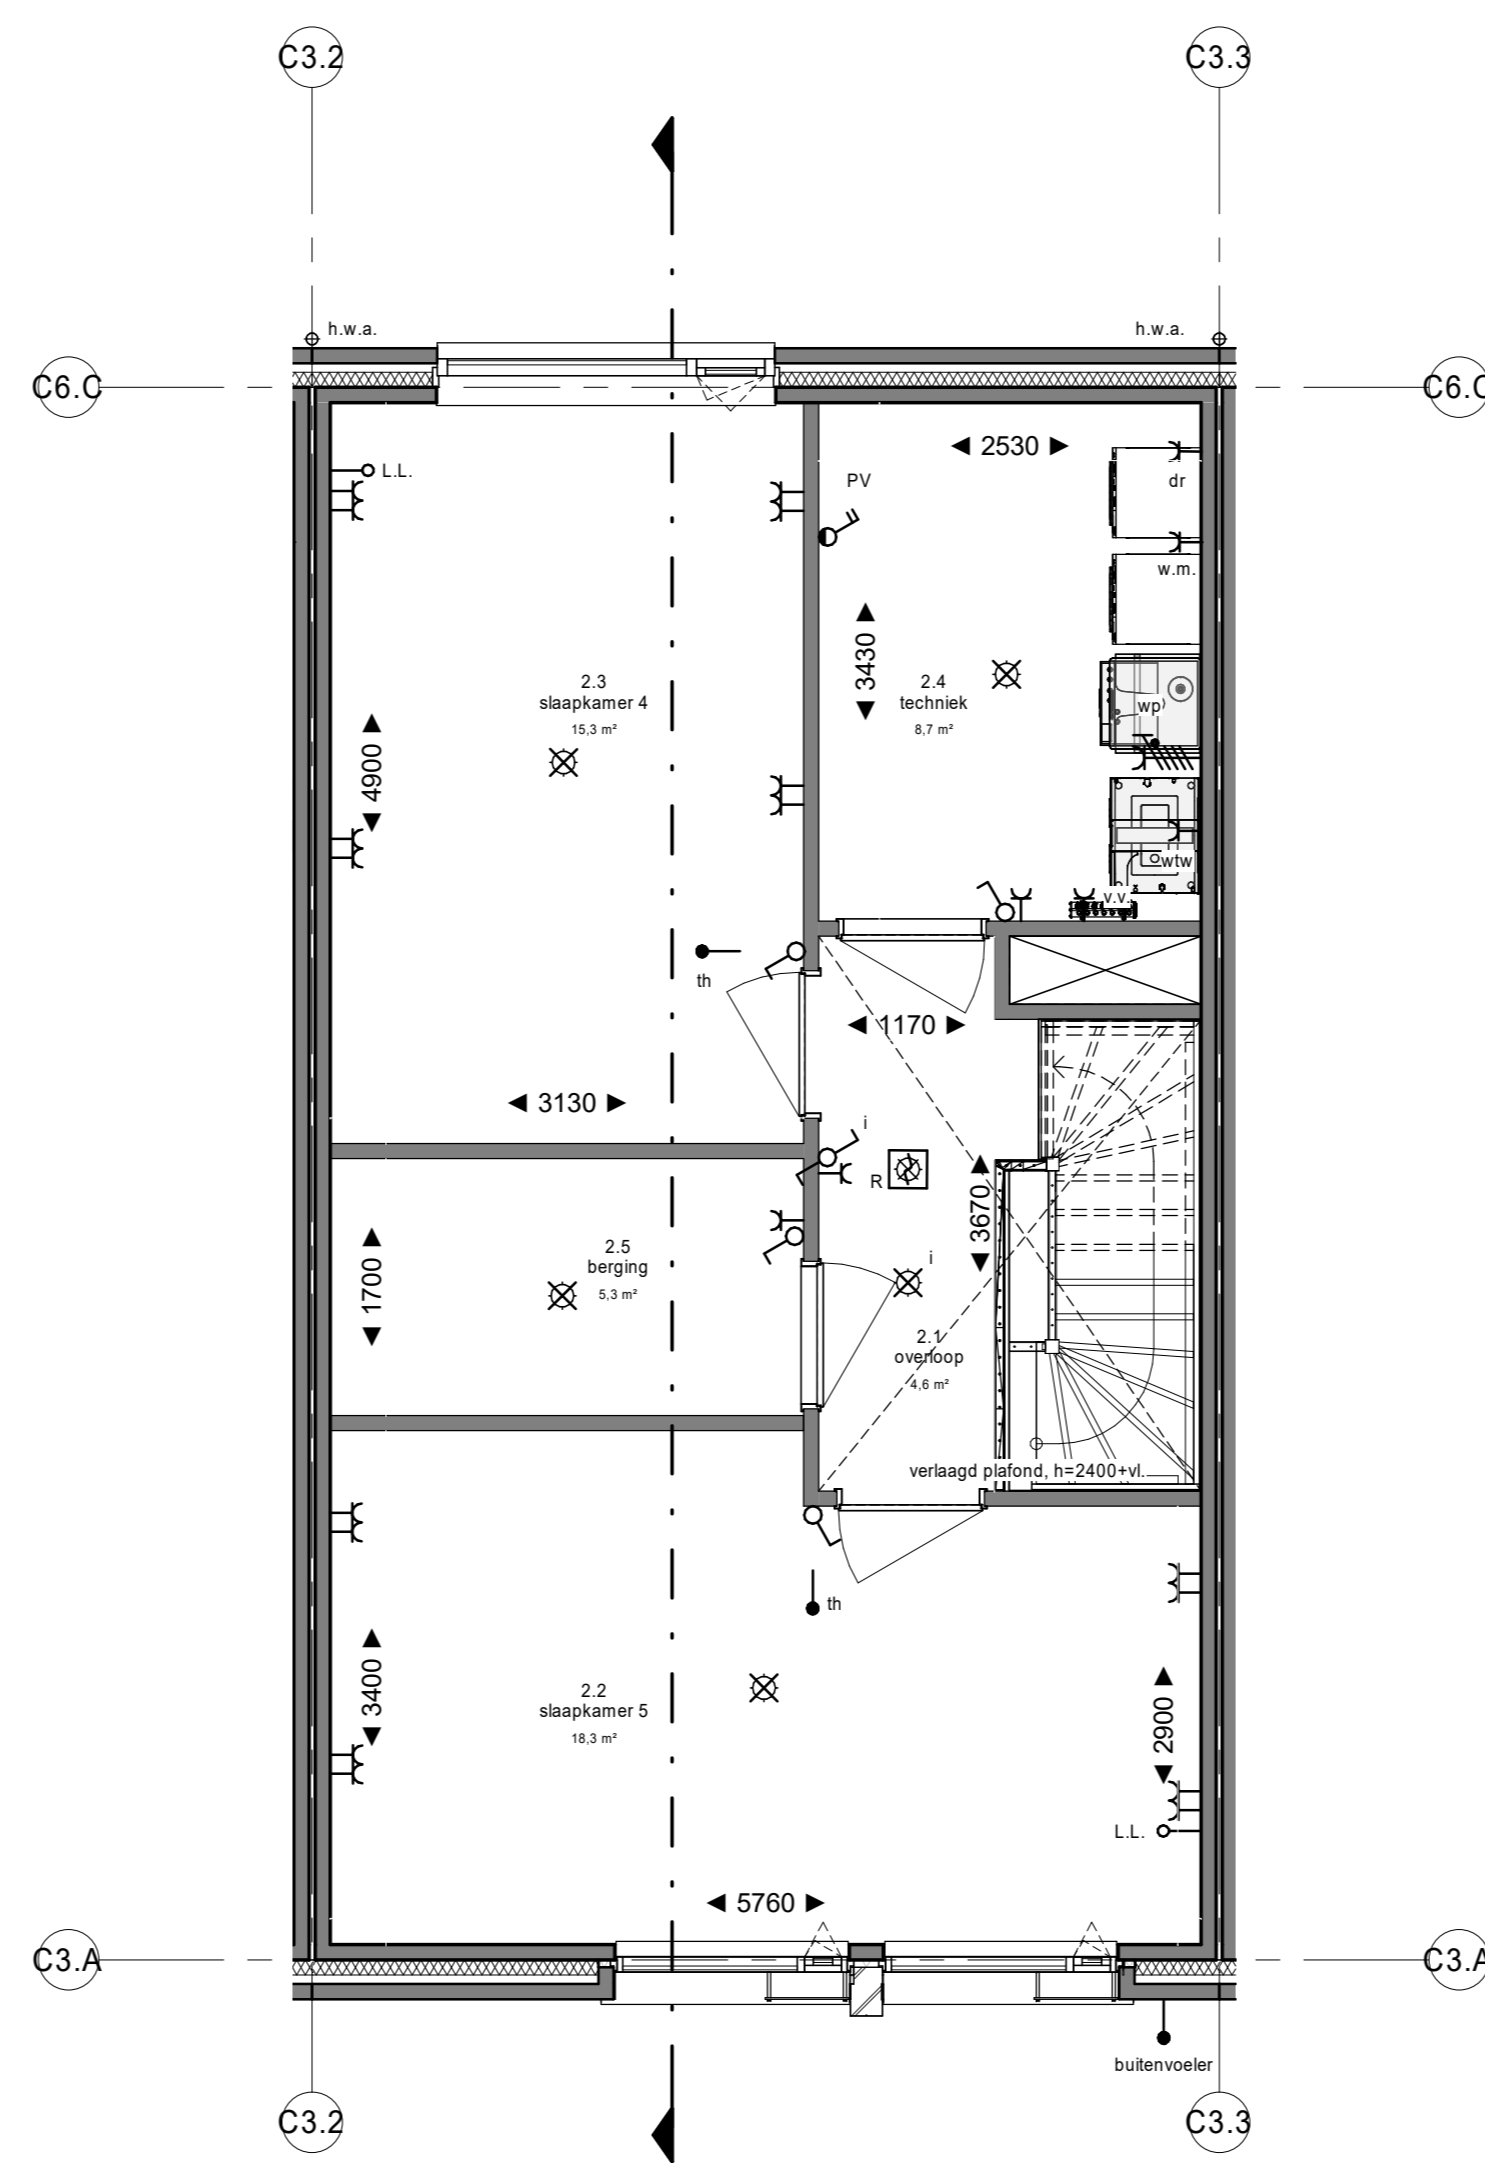 C3.2
C3.3
h.w.a.
h.w.a.
C6.C
C6.C
2530
L.L.
PV
dr
w.m.
3430
2.3
slaapkamer 4
15,3 m²
2.4
techniek
8,7 m²
wp
4900
wtw
v.v.
th
1170
3130
i
R
3670
1700
2.5
berging
5,3 m²
i
2.1
overloop
4,6 m²
verlaagd plafond, h=2400+vl.
th
3400
2.2
slaapkamer 5
18,3 m²
2900
L.L.
5760
C3.A
C3.A
buitenvoeler
C3.2
C3.3